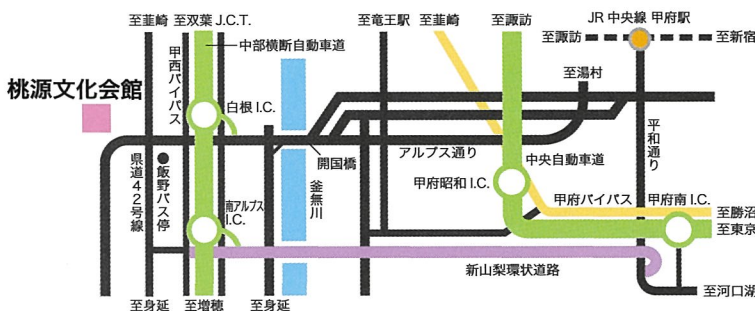 至韮崎
至双葉 J.C.T.
至竜王駅
至韮崎
至諏訪
JR 中央線 甲府駅
至諏訪
至新宿
中部横断自動車道
甲西バイパス
至湯村
桃源文化会館
白根 I.C.
平和通り
開国橋
アルプス通り
中央自動車道
県道42号線
飯野バス停
釜無川
甲府昭和 I.C.
甲府バイパス
甲府南 I.C.
南アルプス
I.C.
至勝沼
至東京
新山梨環状道路
至身延
至増穂
至身延
至河口湖